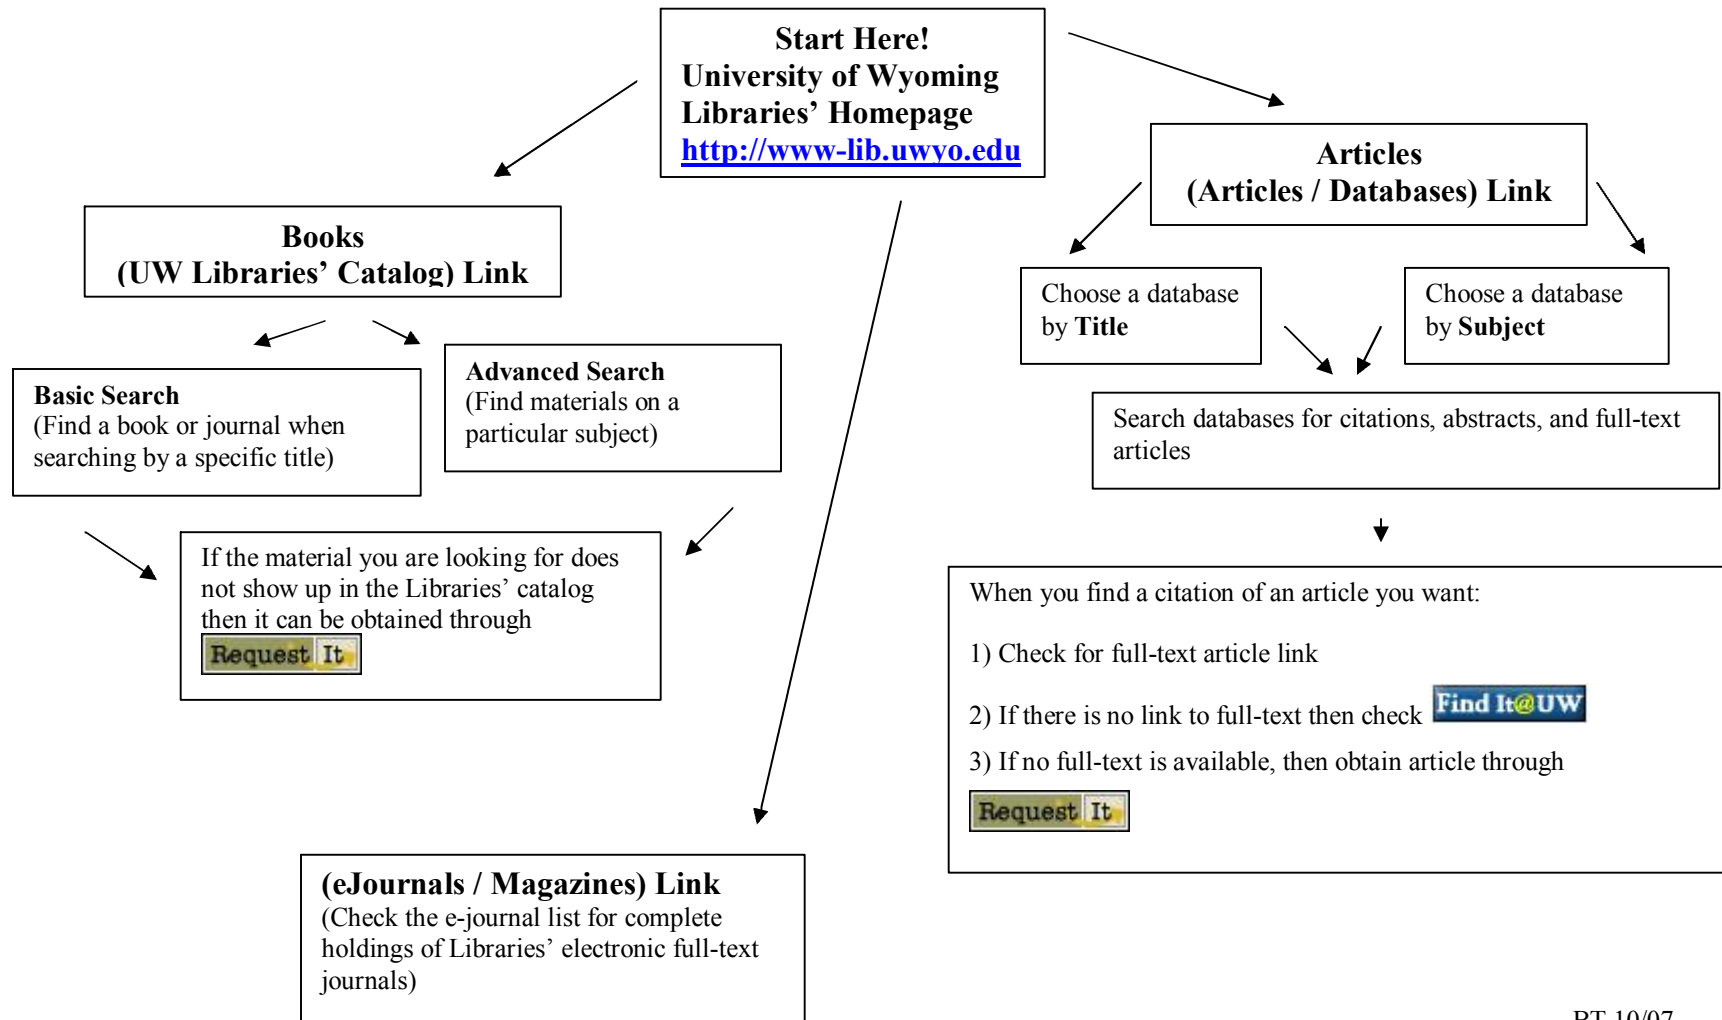 Start Here!
University of Wyoming
Libraries’ Homepage
http://www-lib.uwyo.edu
Books
(UW Libraries’ Catalog) Link
Basic Search
(Find a book or journal when
searching by a specific title)
Advanced Search
(Find materials on a
particular subject)
If the material you are looking for does
not show up in the Libraries’ catalog
then it can be obtained through
Request It
(eJournals / Magazines) Link
(Check the e-journal list for complete
holdings of Libraries’ electronic full-text
journals)
Articles
(Articles / Databases) Link
Choose a database
by Title
Choose a database
by Subject
Search databases for citations, abstracts, and full-text
articles
When you find a citation of an article you want:
1) Check for full-text article link
2) If there is no link to full-text then check Find It@UW
3) If no full-text is available, then obtain article through
Request It
BT 10/07